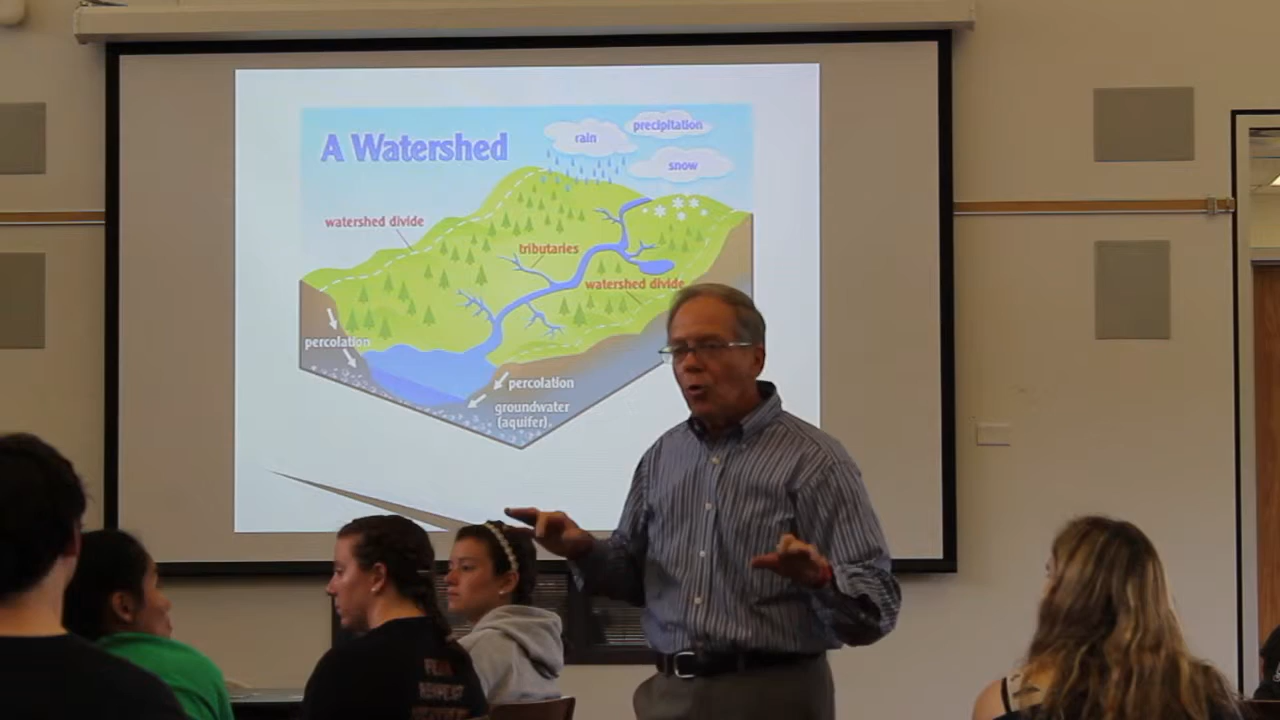 A Watershed
rain
precipitation
snow
watershed divide
tributaries
watershed divide
percolation
percolation
groundwater
(aquifer)